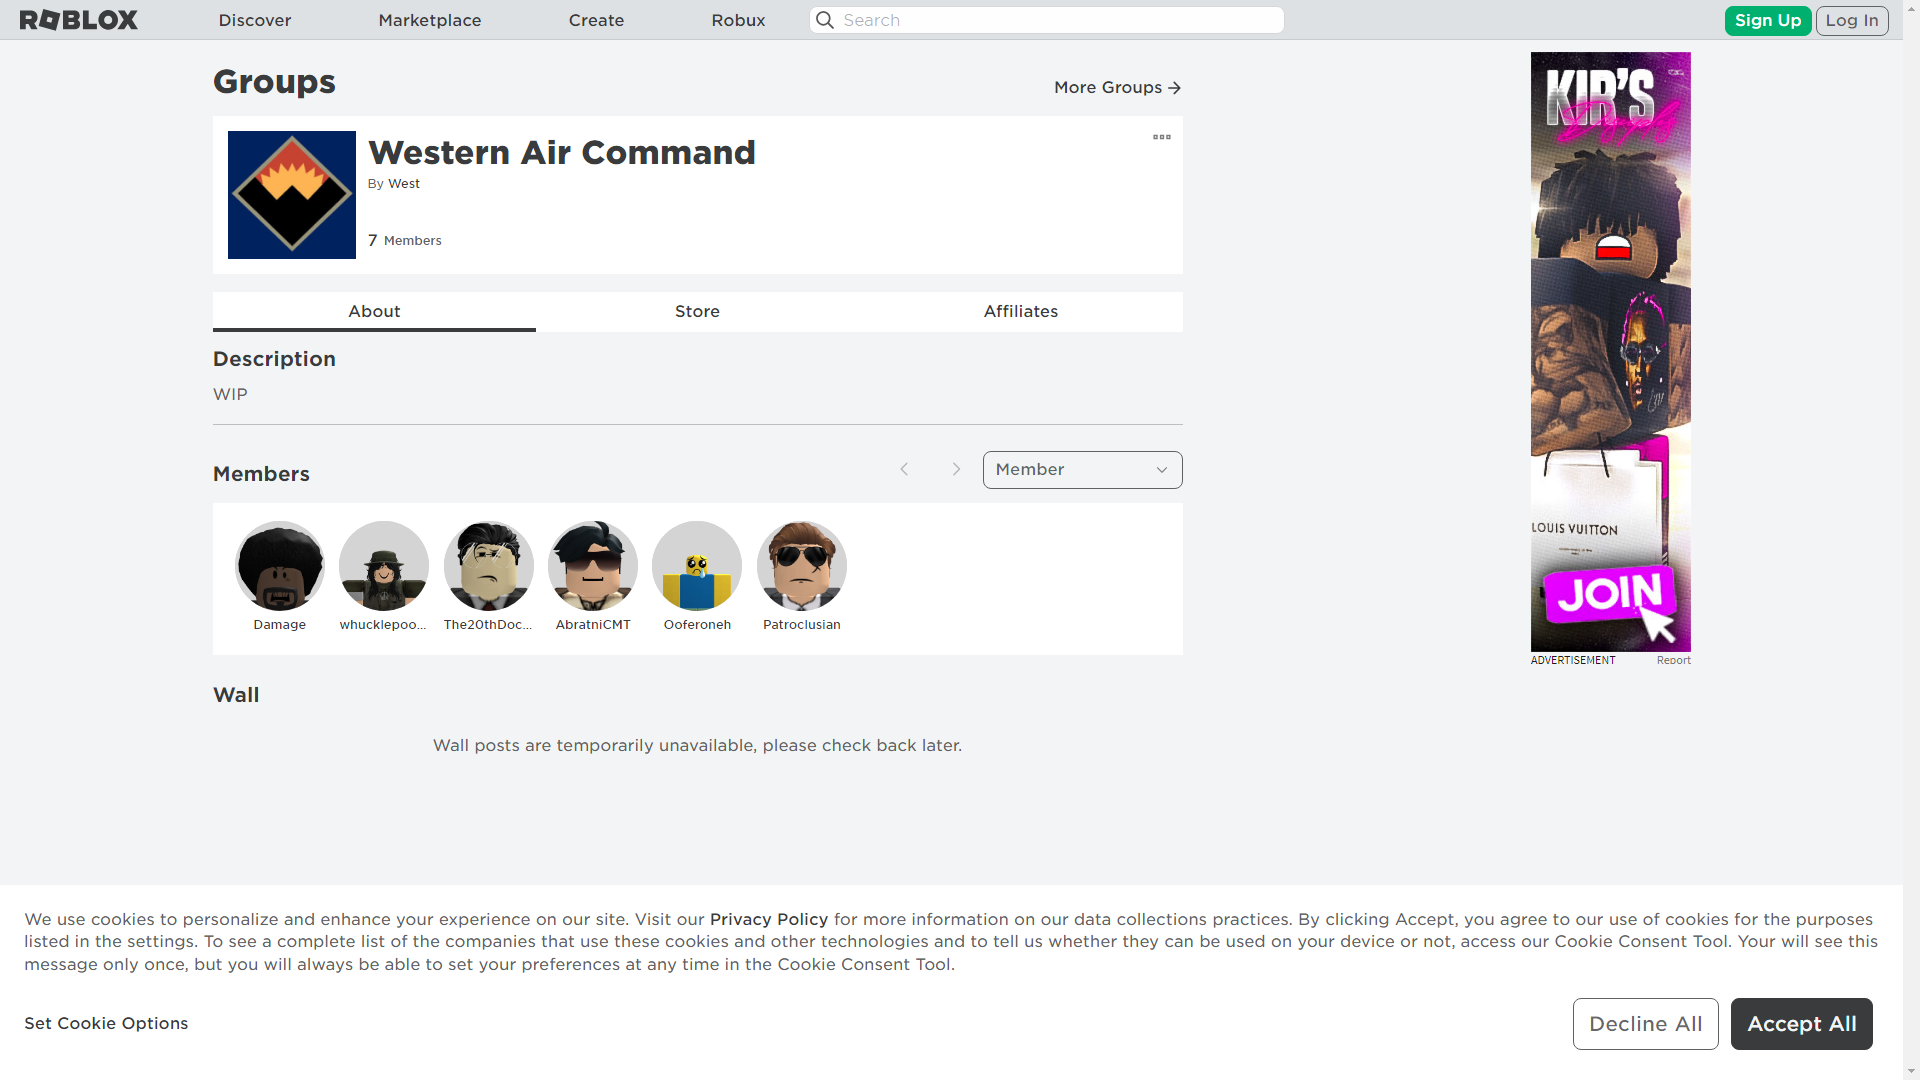 ROBLOX Discover Marketplace Create Robux Search Sign Up Log In
Groups
More Groups
Western Air Command
By West
7 Members
About Store Affiliates
Description
WIP
Members
Member
Damage whucklepoo... The20thDoc... AbratniCMT Ooferoneh Patroclusian
Wall
Wall posts are temporarily unavailable, please check back later.
KIR'S
LOUIS VUITTON
JOIN
ADVERTISEMENT Report
We use cookies to personalize and enhance your experience on our site. Visit our Privacy Policy for more information on our data collections practices. By clicking Accept, you agree to our use of cookies for the purposes
listed in the settings. To see a complete list of the companies that use these cookies and other technologies and to tell us whether they can be used on your device or not, access our Cookie Consent Tool. Your will see this
message only once, but you will always be able to set your preferences at any time in the Cookie Consent Tool.
Set Cookie Options
Decline All
Accept All